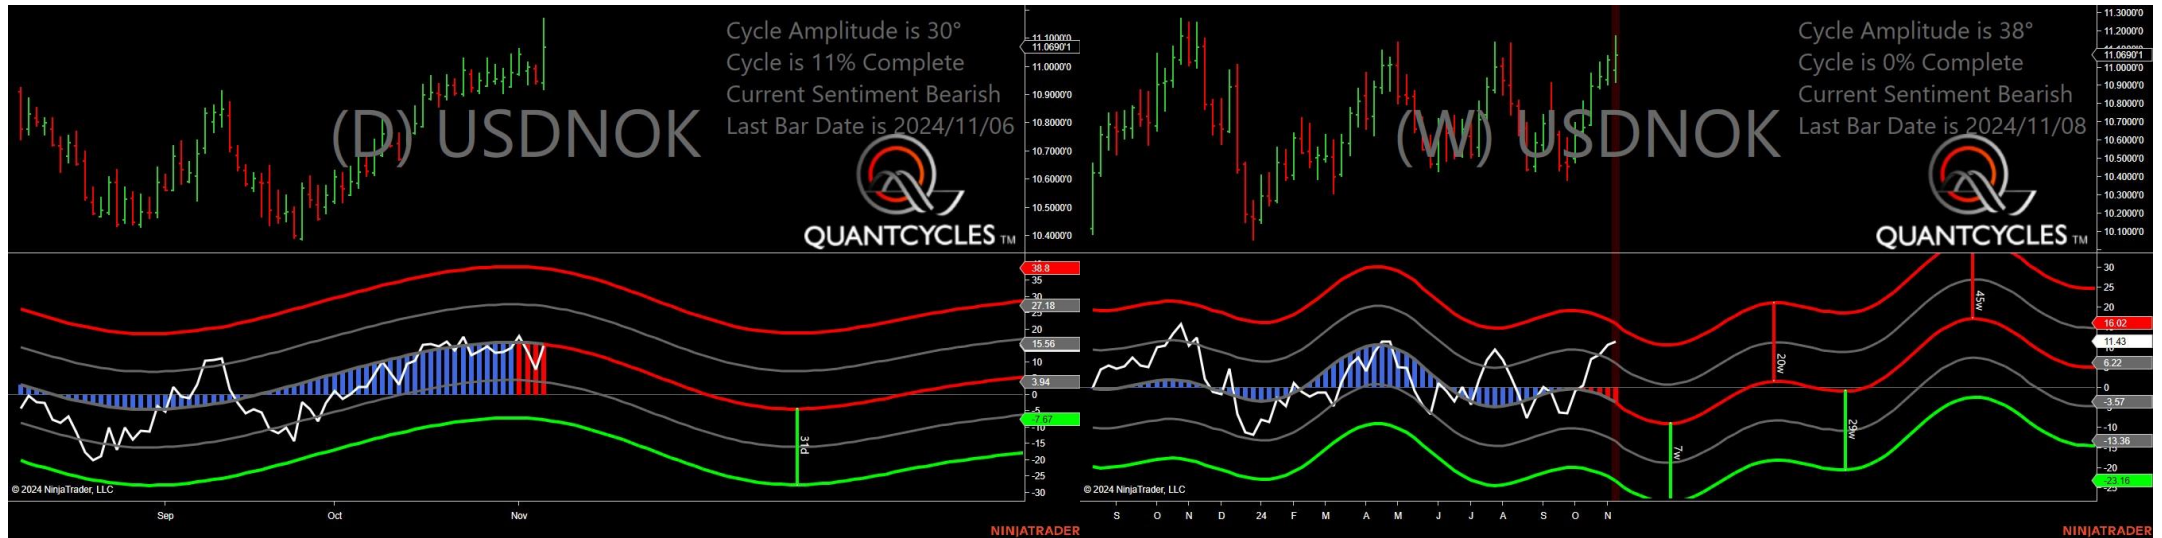 Cycle Amplitude is 30°
Cycle is 11% Complete
Current Sentiment Bearish
Last Bar Date is 2024/11/06
(D) USDNOK
QUANTCYCLES TM
11.1000'0
11.0690'1
11.0000'0
10.9000'0
10.8000'0
10.7000'0
10.6000'0
10.5000'0
10.4000'0
38.8
35
30
27.18
25
20
15.56
10
3.94
0
-5
-7.67
-10
-15
-20
-25
-30
31d
© 2024 NinjaTrader, LLC
Sep Oct Nov
NINJATRADER
Cycle Amplitude is 38°
Cycle is 0% Complete
Current Sentiment Bearish
Last Bar Date is 2024/11/08
(W) USDNOK
QUANTCYCLES TM
11.3000'0
11.2000'0
11.0690'1
11.0000'0
10.9000'0
10.8000'0
10.7000'0
10.6000'0
10.5000'0
10.4000'0
10.3000'0
10.2000'0
10.1000'0
30
25
20
16.02
11.43
6.22
5
0
-3.57
-10
-13.36
-20
-23.16
7w
20w
29w
45w
© 2024 NinjaTrader, LLC
S O N D 24 F M A M J J A S O N
NINJATRADER